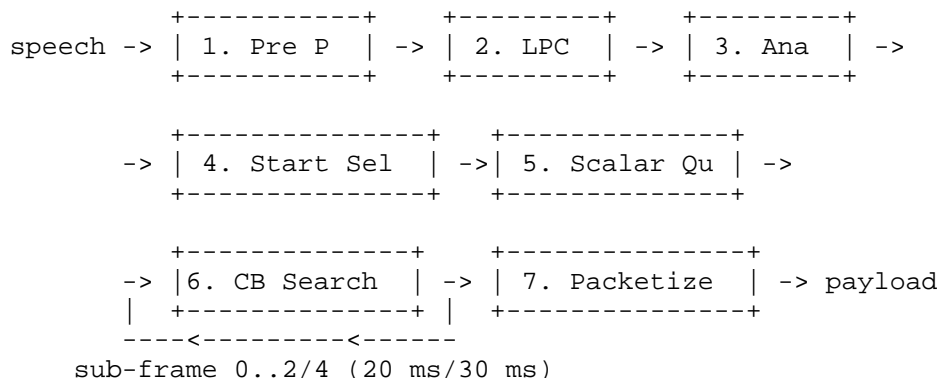 +-----------+    +---------+    +---------+
speech -> | 1. Pre P  | -> | 2. LPC  | -> | 3. Ana  | ->
          +-----------+    +---------+    +---------+

          +---------------+   +--------------+
       -> | 4. Start Sel  | ->| 5. Scalar Qu | ->
          +---------------+   +--------------+

          +--------------+    +---------------+
       -> |6. CB Search  | -> | 7. Packetize  | -> payload
       |  +--------------+ |  +---------------+
       ----<---------<------
    sub-frame 0..2/4 (20 ms/30 ms)